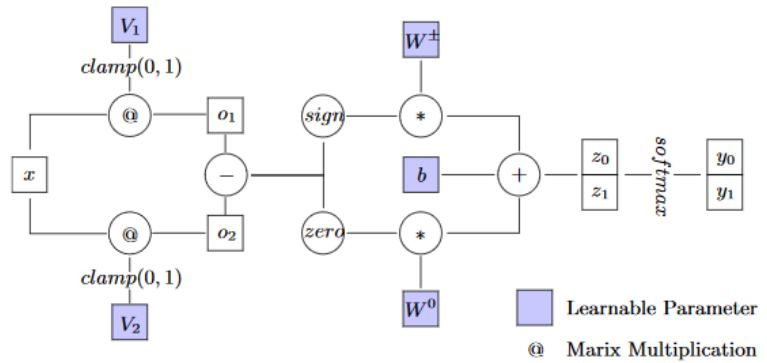 V₁
clamp(0, 1)
@
o₁
sign
*
W±
x
−
b
+
z₀
z₁
softmax
y₀
y₁
@
o₂
zero
*
clamp(0, 1)
V₂
W⁰
Learnable Parameter
@ Marix Multiplication